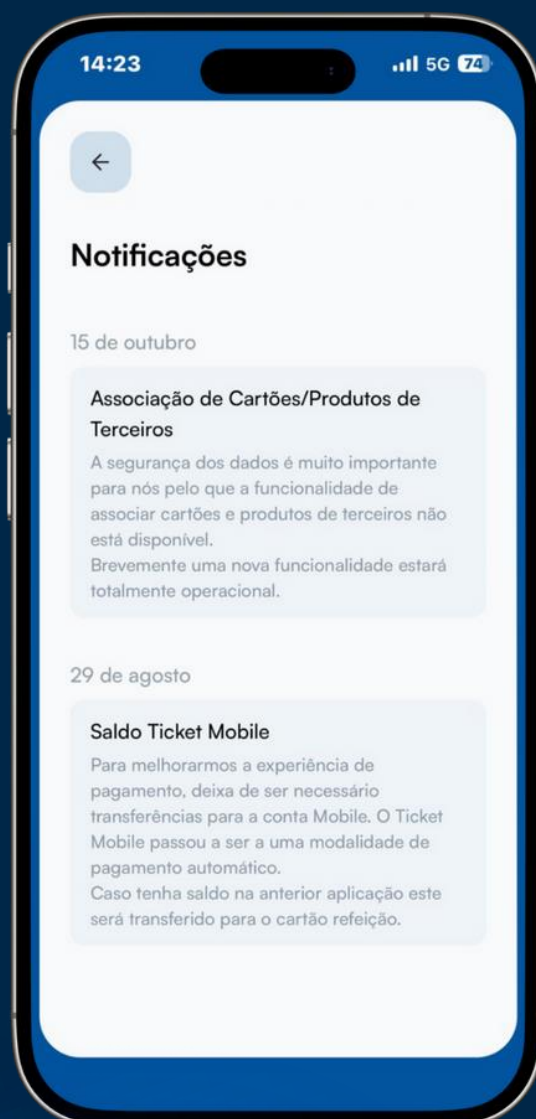 14:23
5G 74
Notificações
15 de outubro
Associação de Cartões/Produtos de
Terceiros
A segurança dos dados é muito importante
para nós pelo que a funcionalidade de
associar cartões e produtos de terceiros não
está disponível.
Brevemente uma nova funcionalidade estará
totalmente operacional.
29 de agosto
Saldo Ticket Mobile
Para melhorarmos a experiência de
pagamento, deixa de ser necessário
transferências para a conta Mobile. O Ticket
Mobile passou a ser a uma modalidade de
pagamento automático.
Caso tenha saldo na anterior aplicação este
será transferido para o cartão refeição.